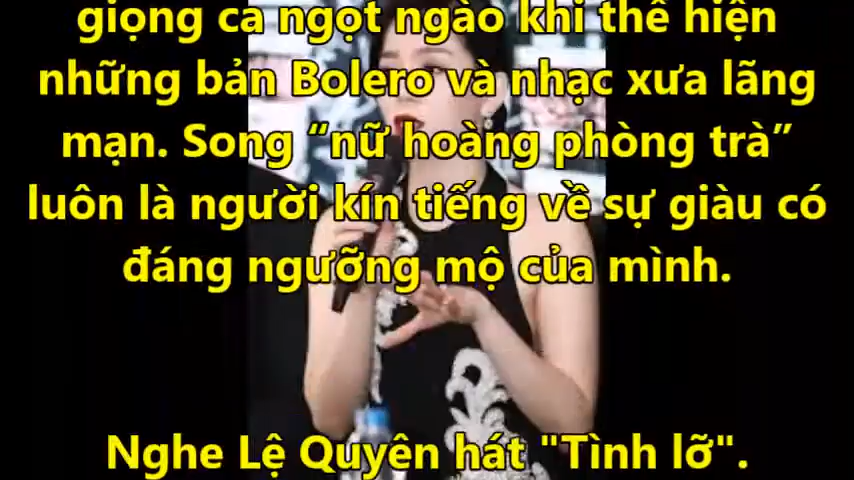 giọng ca ngọt ngào khi thể hiện
những bản Bolero và nhạc xưa lãng
mạn. Song “nữ hoàng phòng trà”
luôn là người kín tiếng về sự giàu có
đáng ngưỡng mộ của mình.
Nghe Lệ Quyên hát "Tình lỡ".